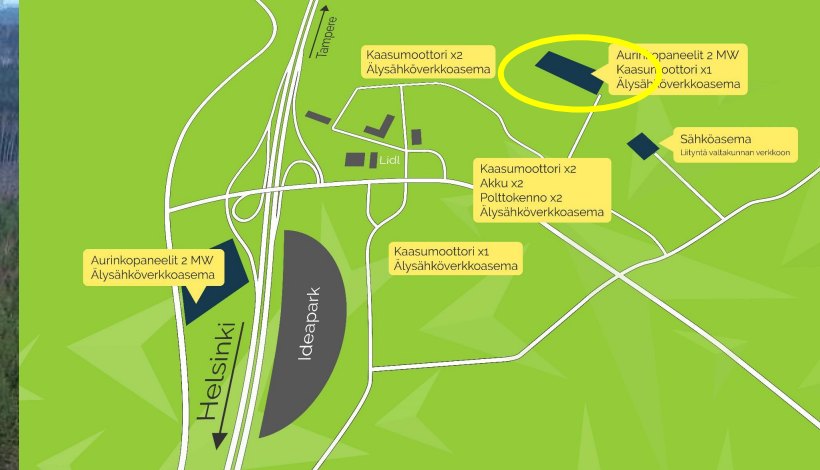 Tampere
Kaasumoottori x2
Älysähköverkkoasema
Aurinkopaneelit 2 MW
Kaasumoottori x1
Älysähköverkkoasema
Sähköasema
Liityntä valtakunnan verkkoon
Lidl
Kaasumoottori x2
Akku x2
Polttokenno x2
Älysähköverkkoasema
Aurinkopaneelit 2 MW
Älysähköverkkoasema
Kaasumoottori x1
Älysähköverkkoasema
Ideapark
Helsinki